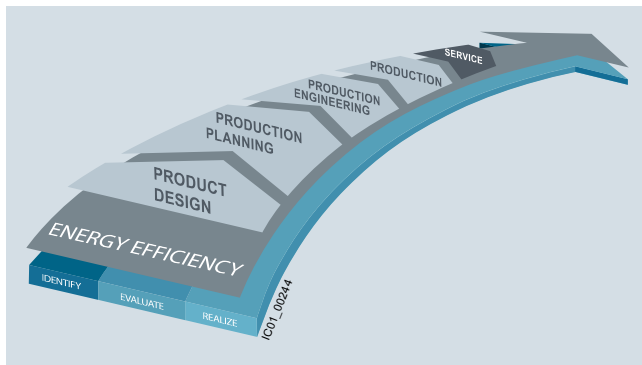 SERVICE
PRODUCTION
PRODUCTION
ENGINEERING
PRODUCTION
PLANNING
PRODUCT
DESIGN
ENERGY EFFICIENCY
IDENTIFY
EVALUATE
REALIZE
IC01_00244